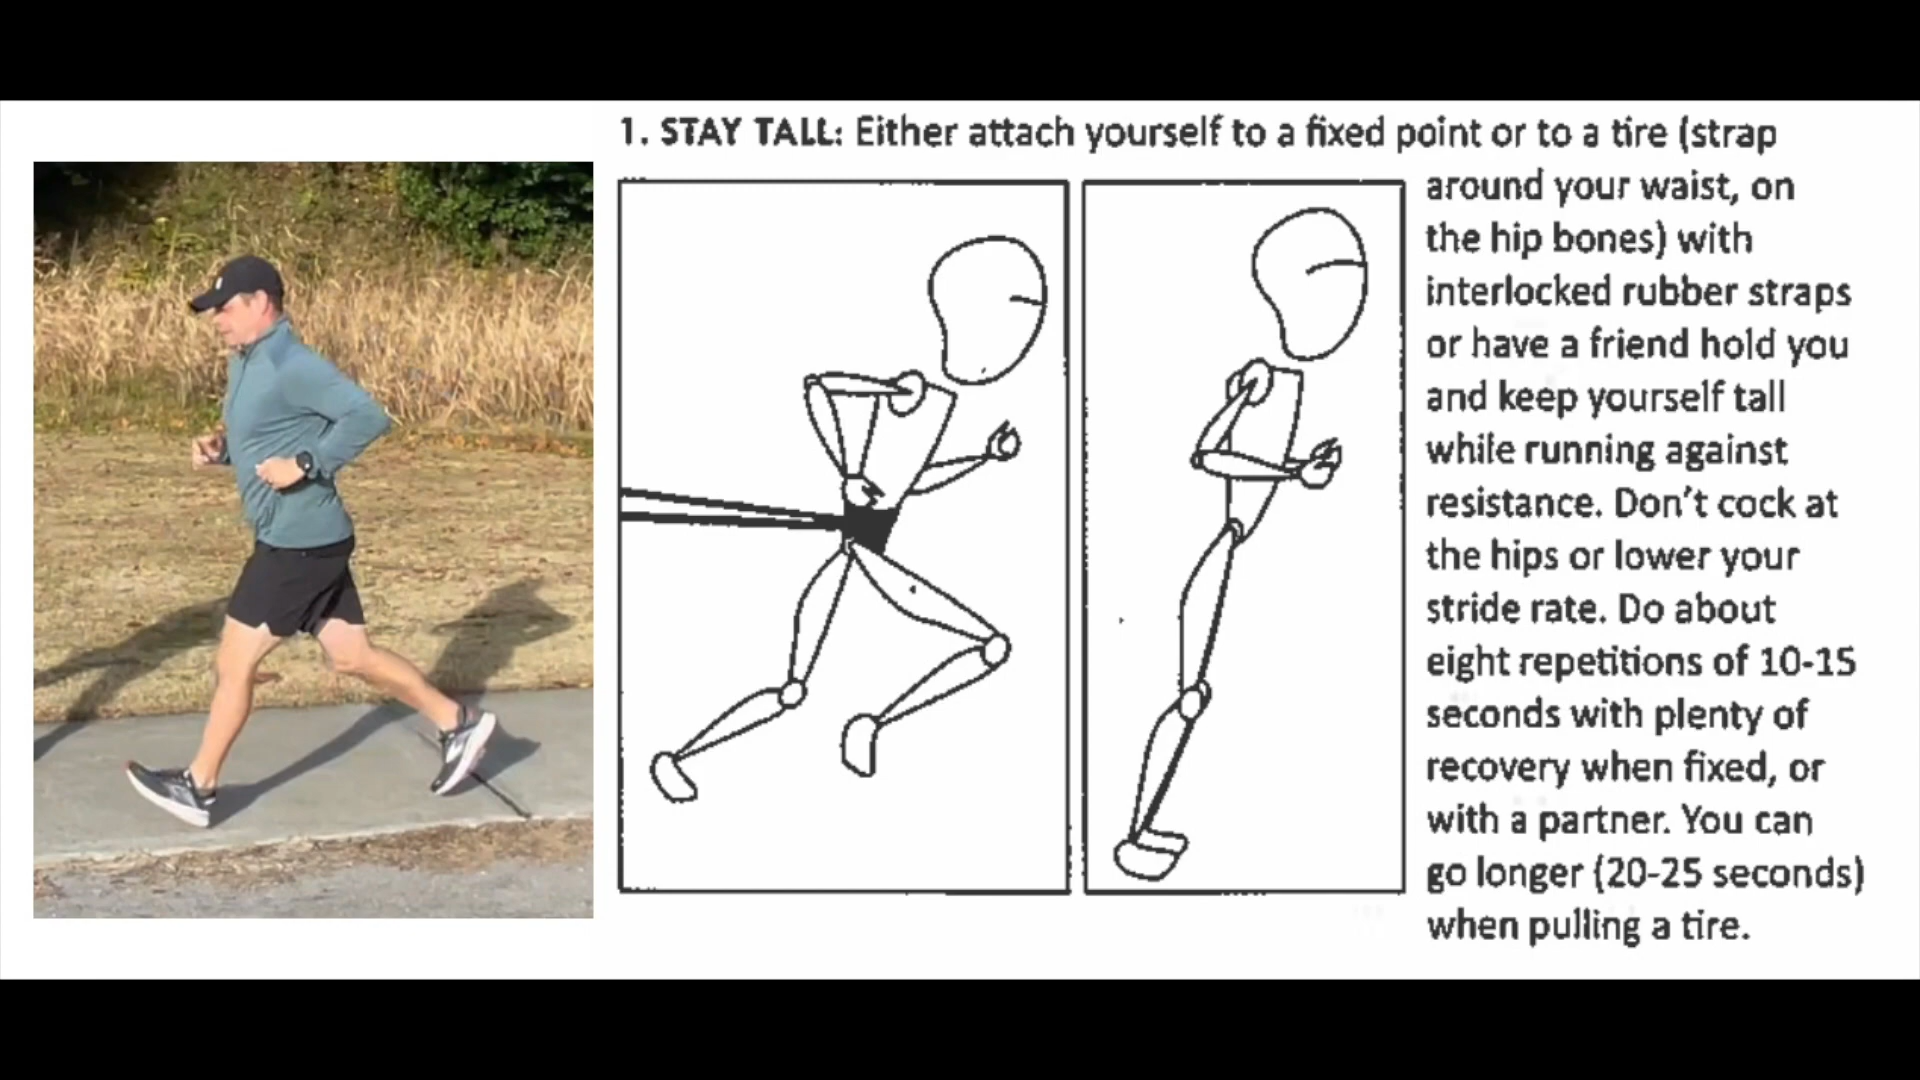 1. STAY TALL: Either attach yourself to a fixed point or to a tire (strap
around your waist, on
the hip bones) with
interlocked rubber straps
or have a friend hold you
and keep yourself tall
while running against
resistance. Don't cock at
the hips or lower your
stride rate. Do about
eight repetitions of 10-15
seconds with plenty of
recovery when fixed, or
with a partner. You can
go longer (20-25 seconds)
when pulling a tire.